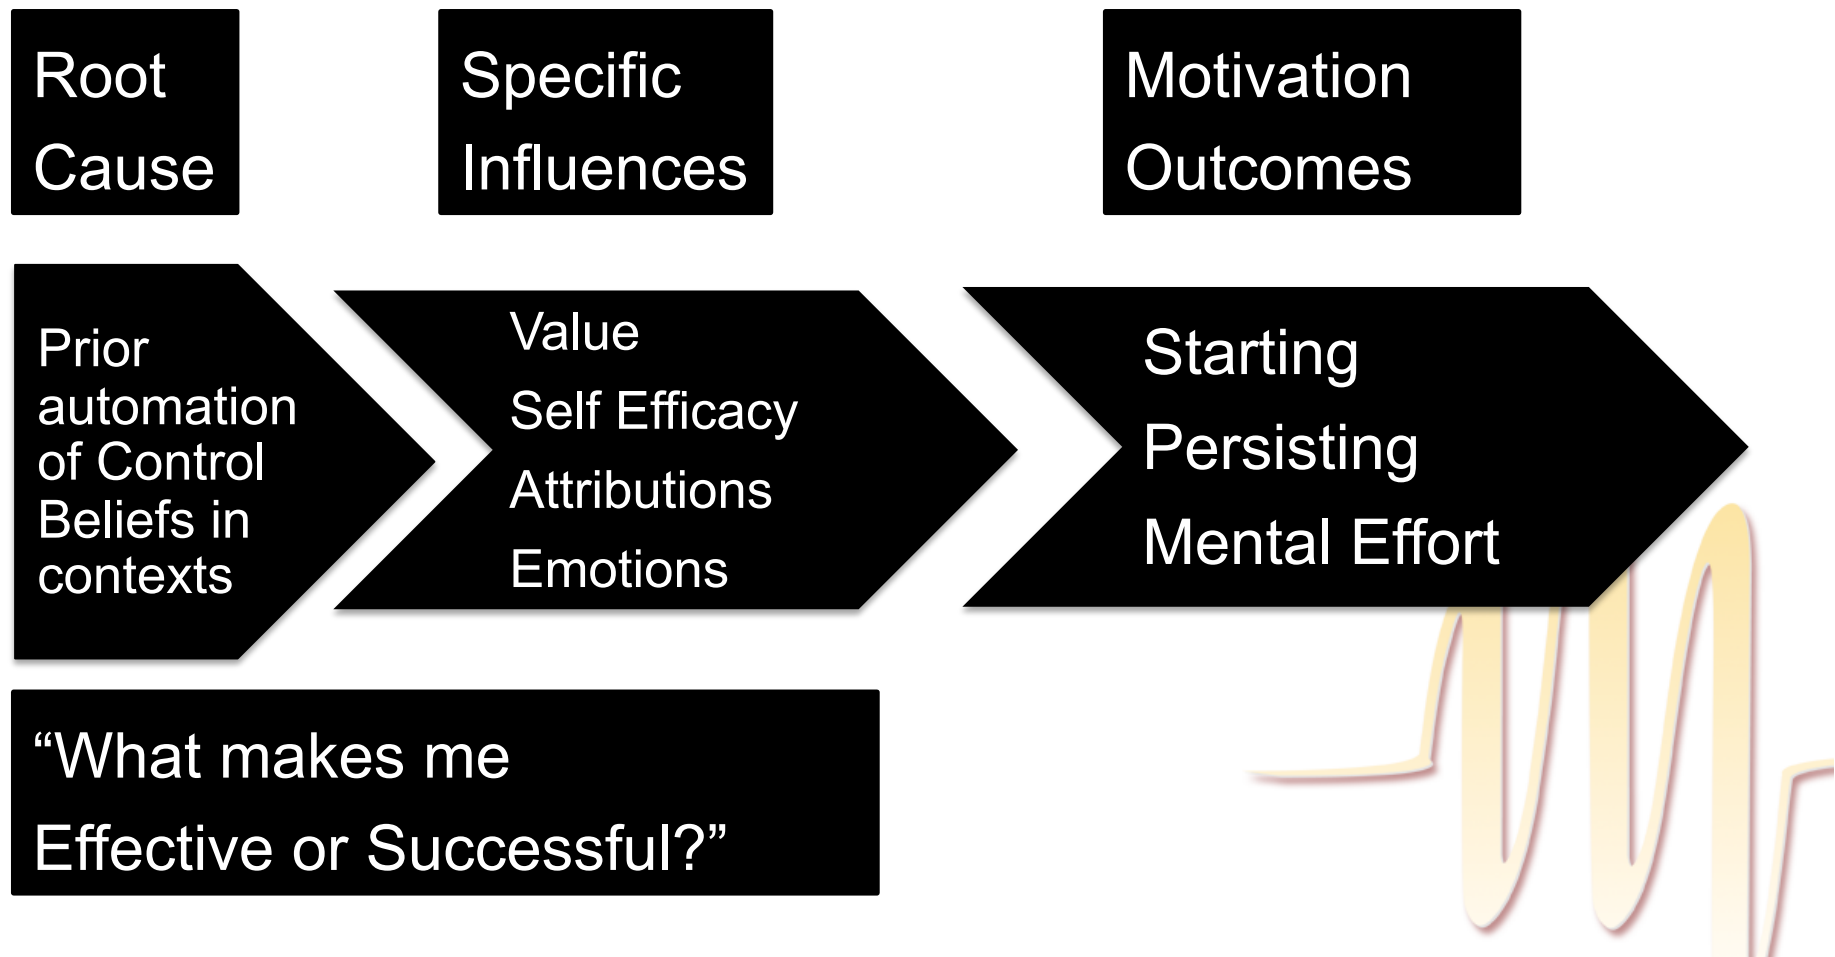 Root
Cause
Specific
Influences
Motivation
Outcomes
Prior
automation
of Control
Beliefs in
contexts
Value
Self Efficacy
Attributions
Emotions
Starting
Persisting
Mental Effort
“What makes me
Effective or Successful?”